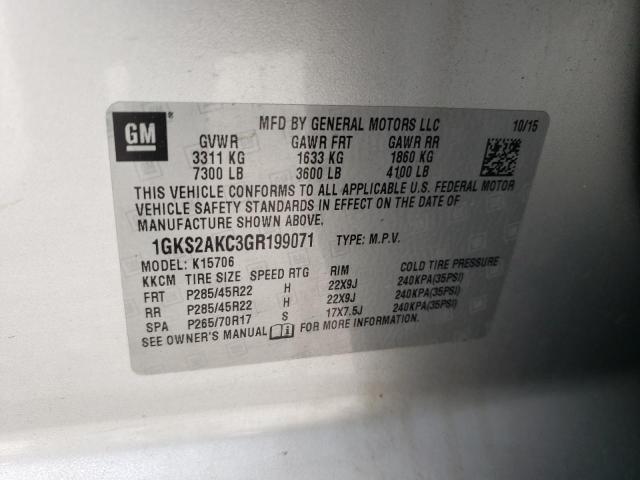 GM ®
MFD BY GENERAL MOTORS LLC 10/15
GVWR GAWR FRT GAWR RR
3311 KG 1633 KG 1860 KG
7300 LB 3600 LB 4100 LB
THIS VEHICLE CONFORMS TO ALL APPLICABLE U.S. FEDERAL MOTOR
VEHICLE SAFETY STANDARDS IN EFFECT ON THE DATE OF
MANUFACTURE SHOWN ABOVE.
1GKS2AKC3GR199071 TYPE: M.P.V.
MODEL: K15706
KKCM TIRE SIZE SPEED RTG RIM COLD TIRE PRESSURE
FRT P285/45R22 H 22X9J 240KPA(35PSI)
RR P285/45R22 H 22X9J 240KPA(35PSI)
SPA P265/70R17 S 17X7.5J 240KPA(35PSI)
SEE OWNER'S MANUAL FOR MORE INFORMATION.